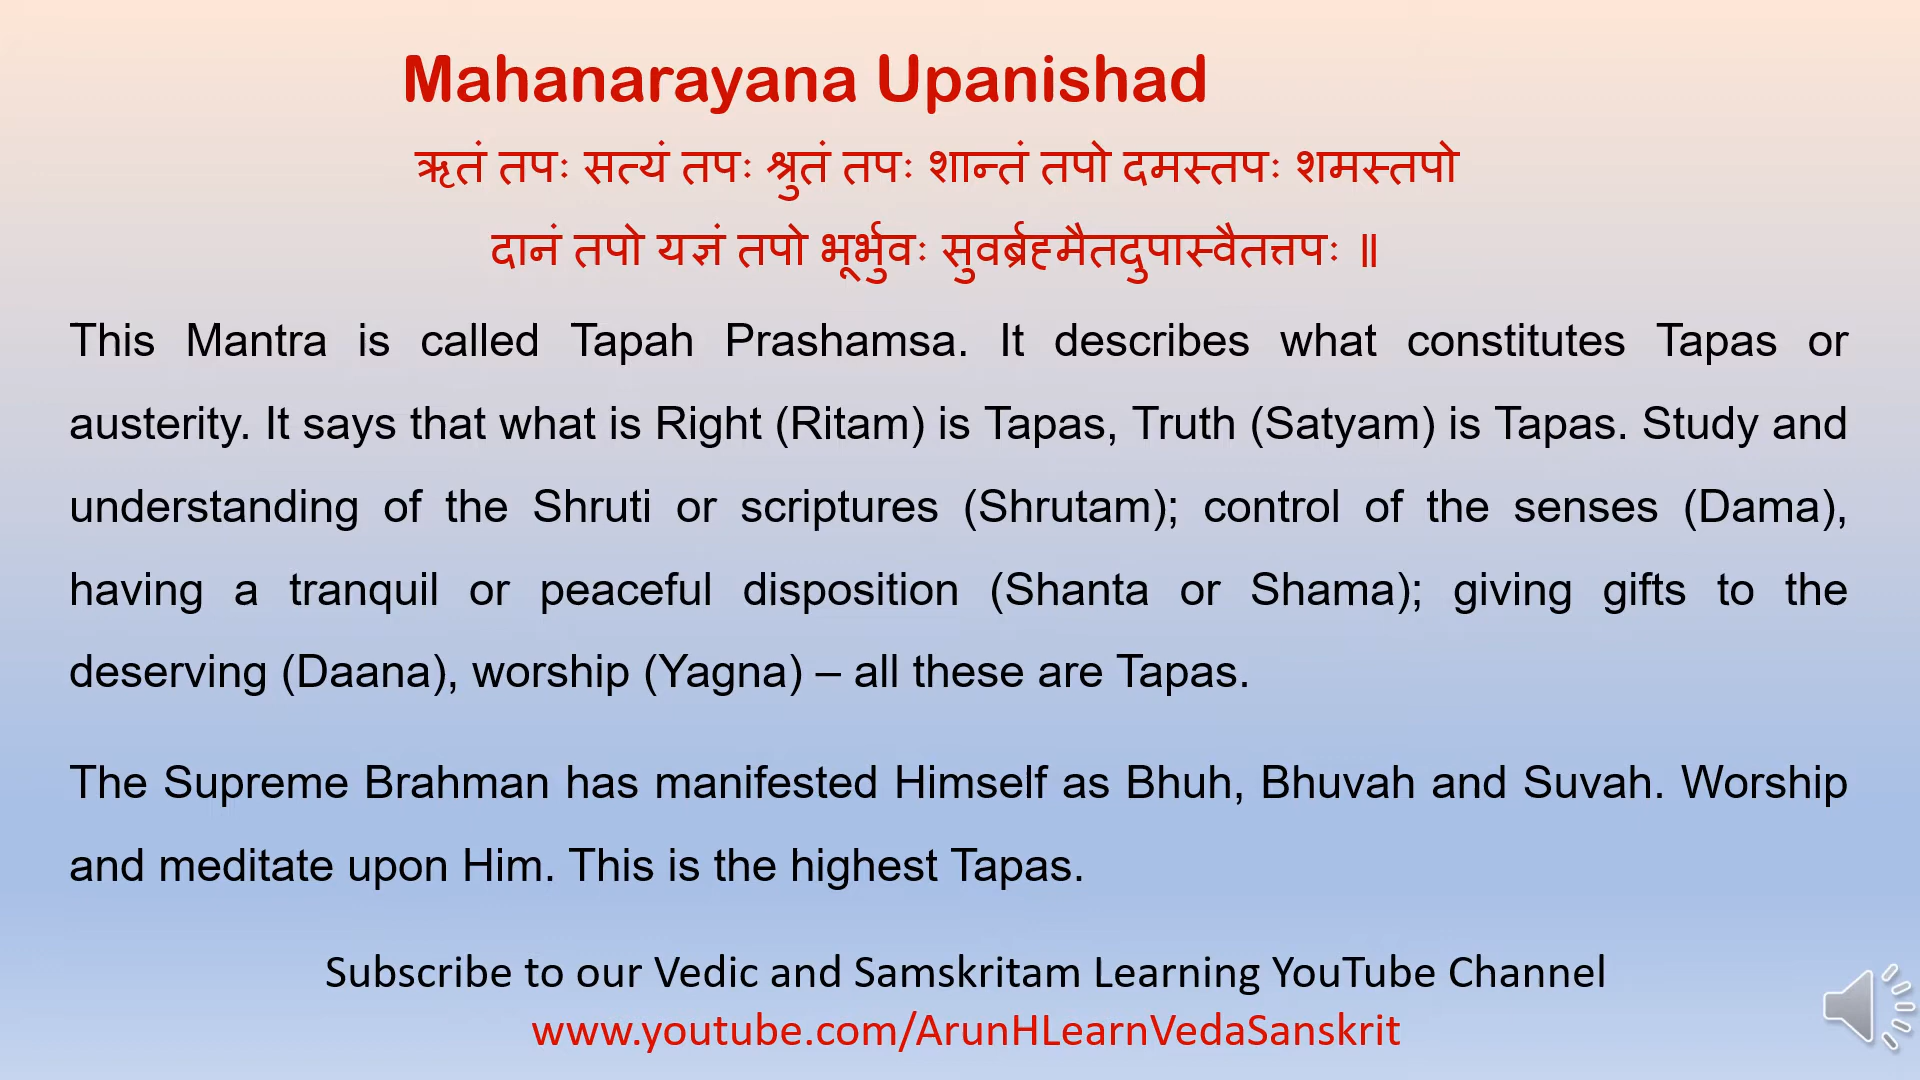 Mahanarayana Upanishad
ऋतं तपः सत्यं तपः श्रुतं तपः शान्तं तपो दमस्तपः शमस्तपो
दानं तपो यज्ञं तपो भूर्भुवः सुवर्ब्रह्मैतदुपास्वैतत्तपः ॥
This Mantra is called Tapah Prashamsa. It describes what constitutes Tapas or
austerity. It says that what is Right (Ritam) is Tapas, Truth (Satyam) is Tapas. Study and
understanding of the Shruti or scriptures (Shrutam); control of the senses (Dama),
having a tranquil or peaceful disposition (Shanta or Shama); giving gifts to the
deserving (Daana), worship (Yagna) – all these are Tapas.
The Supreme Brahman has manifested Himself as Bhuh, Bhuvah and Suvah. Worship
and meditate upon Him. This is the highest Tapas.
Subscribe to our Vedic and Samskritam Learning YouTube Channel
www.youtube.com/ArunHLearnVedaSanskrit